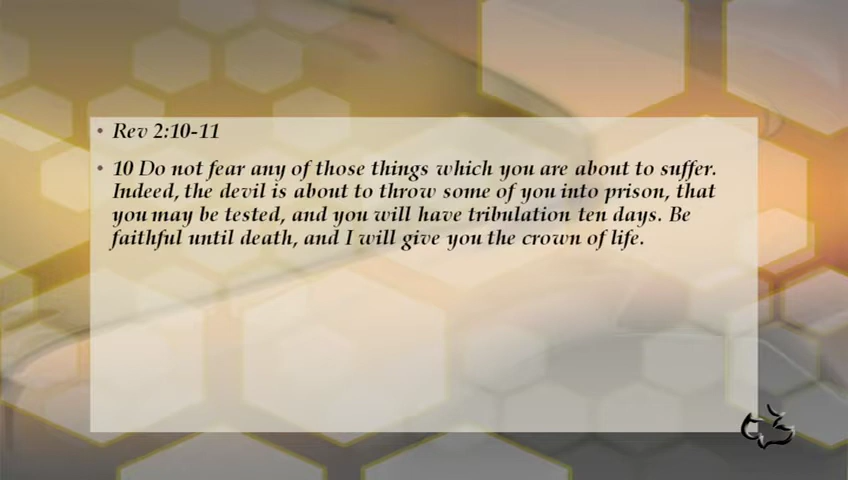 • Rev 2:10-11
• 10 Do not fear any of those things which you are about to suffer.
Indeed, the devil is about to throw some of you into prison, that
you may be tested, and you will have tribulation ten days. Be
faithful until death, and I will give you the crown of life.